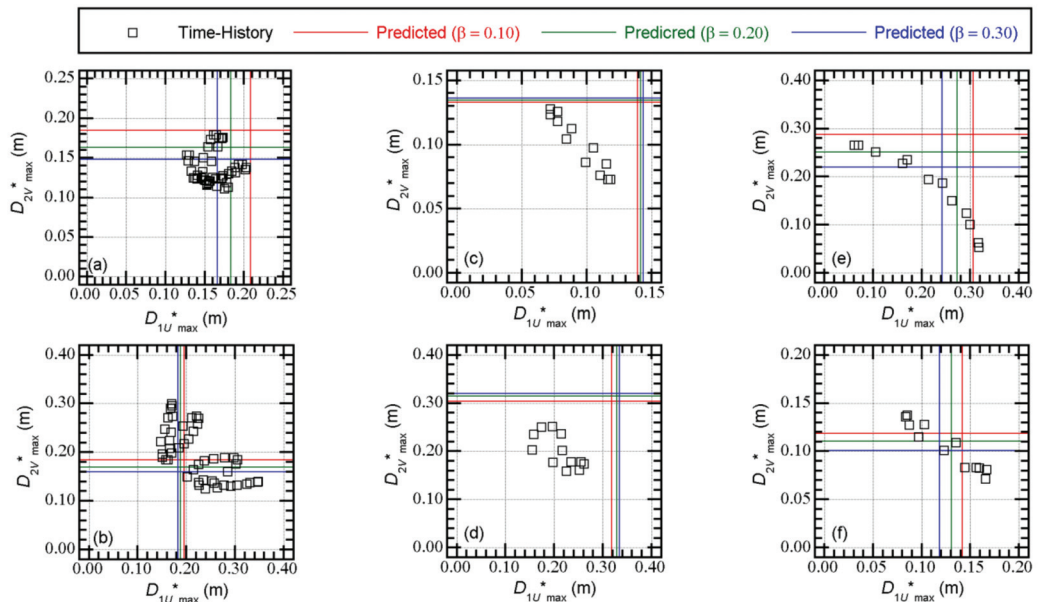 Time-History Predicted (β = 0.10) Predicred (β = 0.20) Predicted (β = 0.30)
0.25
0.20
0.15
0.10
0.05
0.00
D2V*max (m)
(a)
0.00 0.05 0.10 0.15 0.20 0.25
D1U*max (m)
0.15
0.10
0.05
0.00
D2V*max (m)
(c)
0.00 0.05 0.10 0.15
D1U*max (m)
0.40
0.30
0.20
0.10
0.00
D2V*max (m)
(e)
0.00 0.10 0.20 0.30 0.40
D1U*max (m)
0.40
0.30
0.20
0.10
0.00
D2V*max (m)
(b)
0.00 0.10 0.20 0.30 0.40
D1U*max (m)
0.40
0.30
0.20
0.10
0.00
D2V*max (m)
(d)
0.00 0.10 0.20 0.30 0.40
D1U*max (m)
0.20
0.15
0.10
0.05
0.00
D2V*max (m)
(f)
0.00 0.05 0.10 0.15 0.20
D1U*max (m)